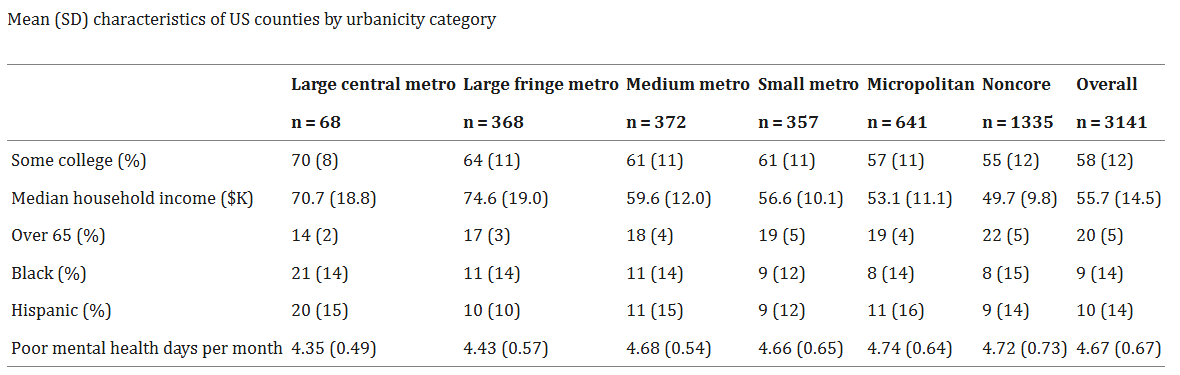 Mean (SD) characteristics of US counties by urbanicity category
Large central metro Large fringe metro Medium metro Small metro Micropolitan Noncore Overall
n = 68 n = 368 n = 372 n = 357 n = 641 n = 1335 n = 3141
Some college (%) 70 (8) 64 (11) 61 (11) 61 (11) 57 (11) 55 (12) 58 (12)
Median household income ($K) 70.7 (18.8) 74.6 (19.0) 59.6 (12.0) 56.6 (10.1) 53.1 (11.1) 49.7 (9.8) 55.7 (14.5)
Over 65 (%) 14 (2) 17 (3) 18 (4) 19 (5) 19 (4) 22 (5) 20 (5)
Black (%) 21 (14) 11 (14) 11 (14) 9 (12) 8 (14) 8 (15) 9 (14)
Hispanic (%) 20 (15) 10 (10) 11 (15) 9 (12) 11 (16) 9 (14) 10 (14)
Poor mental health days per month 4.35 (0.49) 4.43 (0.57) 4.68 (0.54) 4.66 (0.65) 4.74 (0.64) 4.72 (0.73) 4.67 (0.67)